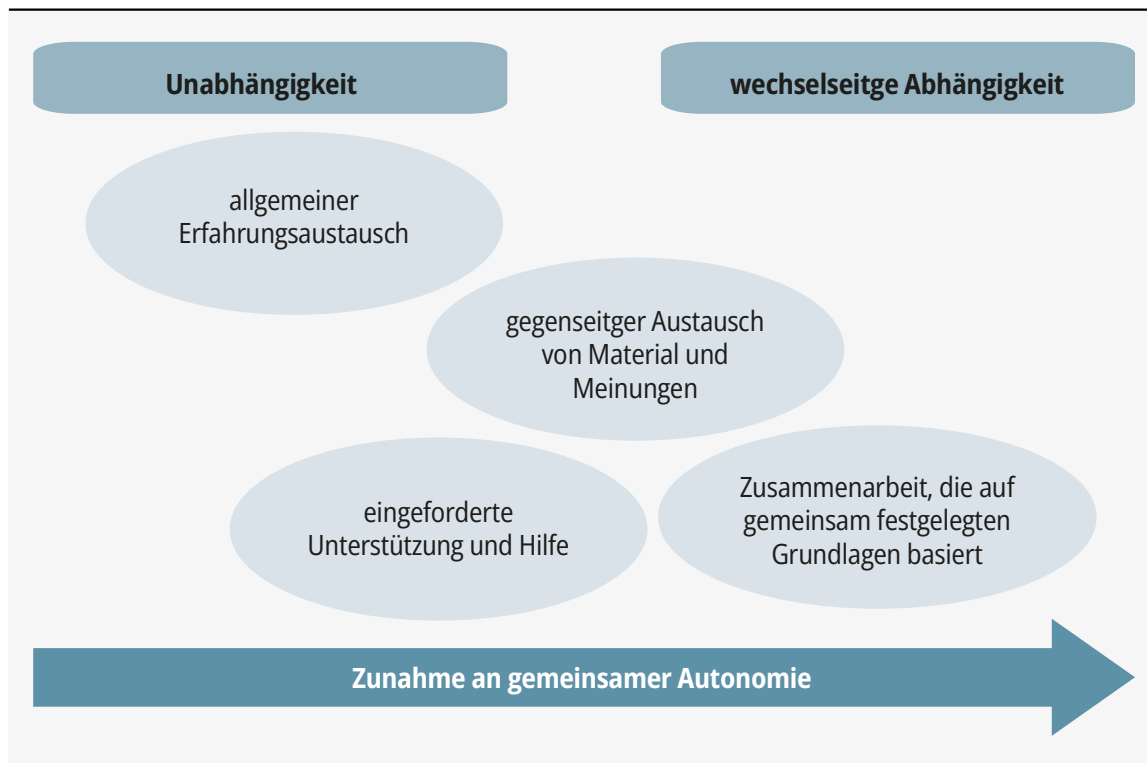 Unabhängigkeit
wechselseitge Abhängigkeit
allgemeiner
Erfahrungsaustausch
gegenseitger Austausch
von Material und
Meinungen
eingeforderte
Unterstützung und Hilfe
Zusammenarbeit, die auf
gemeinsam festgelegten
Grundlagen basiert
Zunahme an gemeinsamer Autonomie